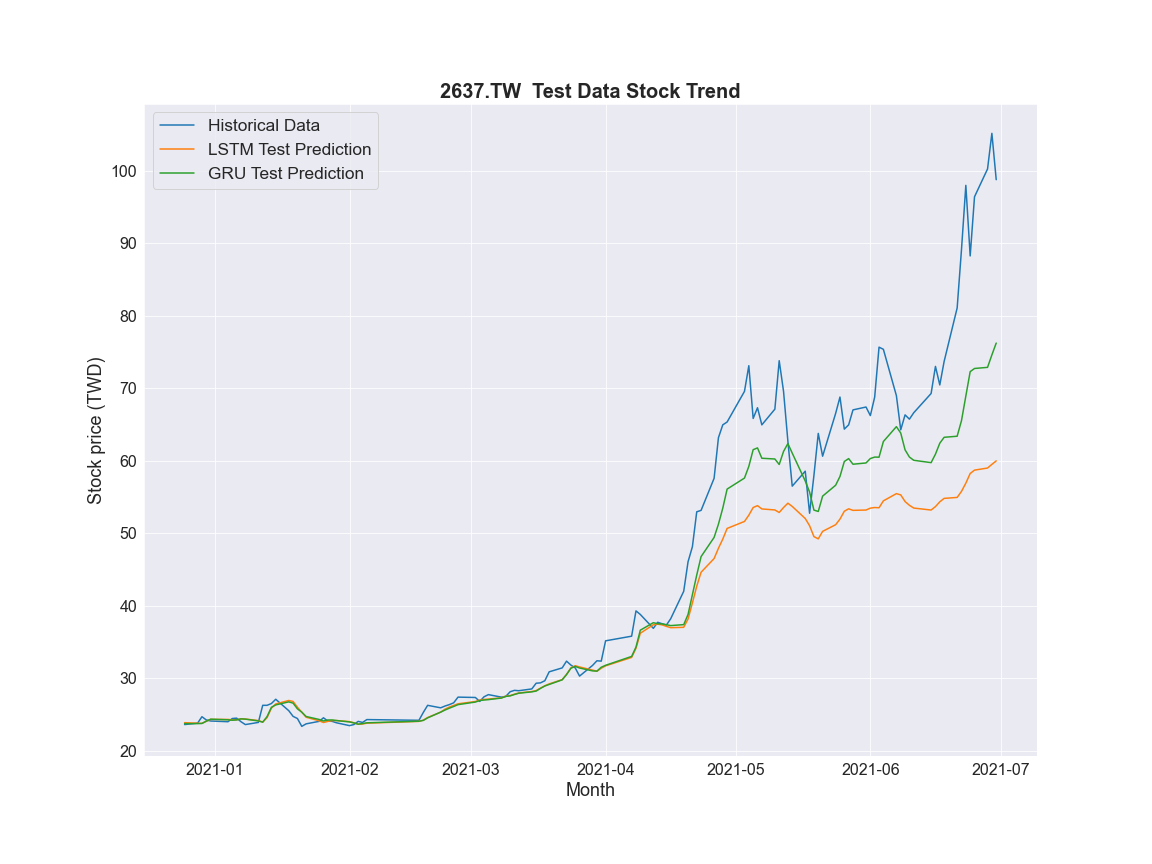 2637.TW  Test Data Stock Trend
Historical Data
LSTM Test Prediction
GRU Test Prediction
Stock price (TWD)
100
90
80
70
60
50
40
30
20
2021-01 2021-02 2021-03 2021-04 2021-05 2021-06 2021-07
Month